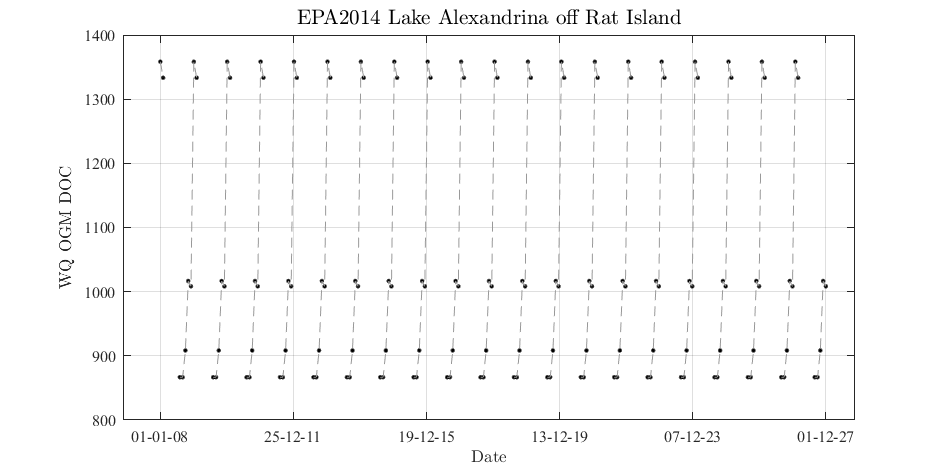 EPA2014 Lake Alexandrina off Rat Island
1400
1300
1200
1100
1000
900
800
WQ OGM DOC
01-01-08 25-12-11 19-12-15 13-12-19 07-12-23 01-12-27
Date